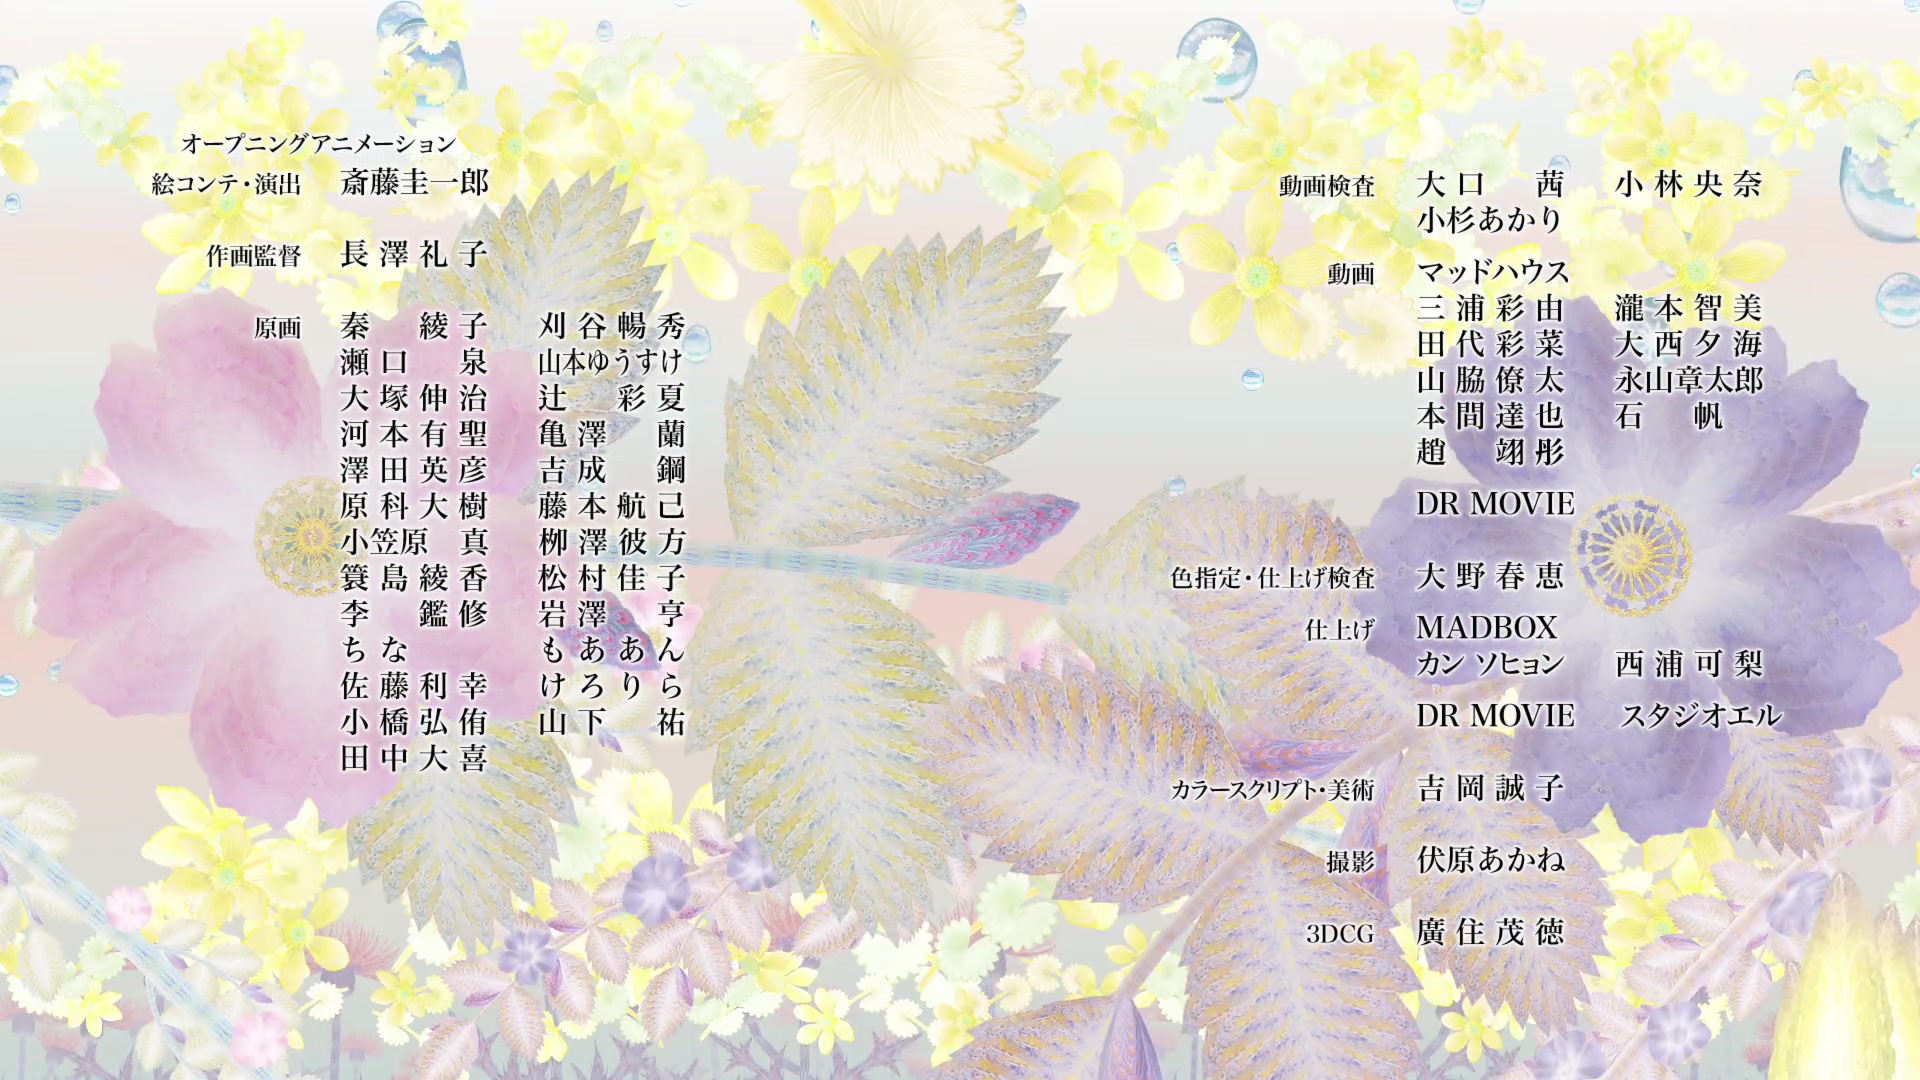 オープニングアニメーション
絵コンテ・演出 斎藤圭一郎
作画監督 長澤礼子
原画 秦綾子 刈谷暢秀
瀬口泉 山本ゆうすけ
大塚伸治 辻彩夏
河本有聖 亀澤蘭
澤田英彦 吉成鋼
原科大樹 藤本航己
小笠原真 栁澤彼方
簑島綾香 松村佳子
李鑑修 岩澤亨
ちな もああん
佐藤利幸 けろりら
小橋弘侑 山下祐
田中大喜
動画検査 大口茜 小林央奈
小杉あかり
動画 マッドハウス
三浦彩由 瀧本智美
田代彩菜 大西夕海
山脇僚太 永山章太郎
本間達也 石帆
趙翊彤
DR MOVIE
色指定・仕上げ検査 大野春恵
仕上げ MADBOX
カン ソヒョン 西浦可梨
DR MOVIE スタジオエル
カラースクリプト・美術 吉岡誠子
撮影 伏原あかね
3DCG 廣住茂徳